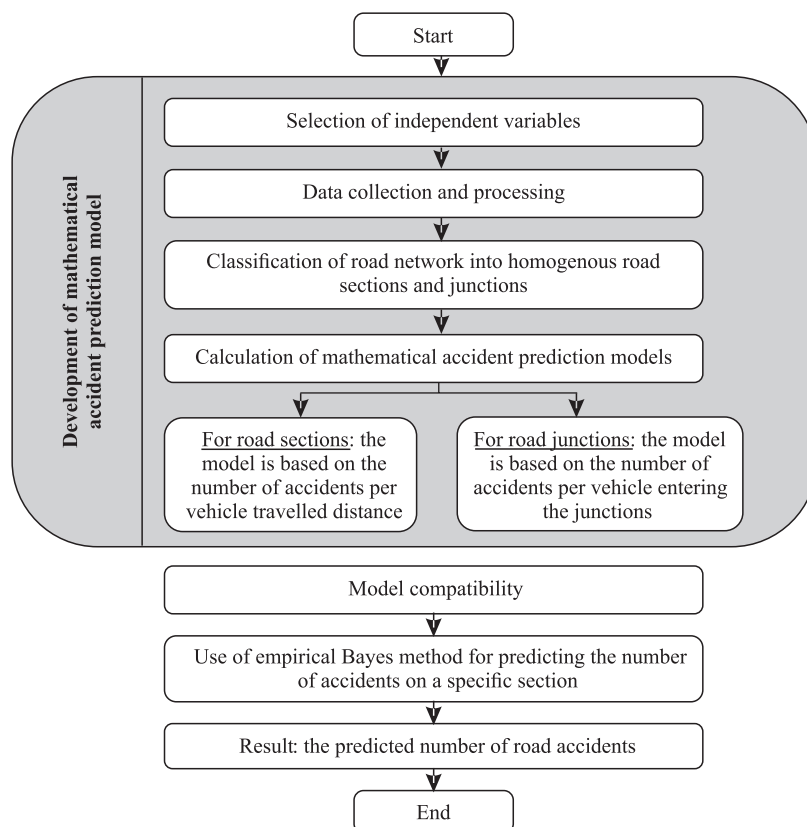 Start
Development of mathematical
accident prediction model
Selection of independent variables
Data collection and processing
Classification of road network into homogenous road
sections and junctions
Calculation of mathematical accident prediction models
For road sections: the
model is based on the
number of accidents per
vehicle travelled distance
For road junctions: the model
is based on the number of
accidents per vehicle entering
the junctions
Model compatibility
Use of empirical Bayes method for predicting the number
of accidents on a specific section
Result: the predicted number of road accidents
End